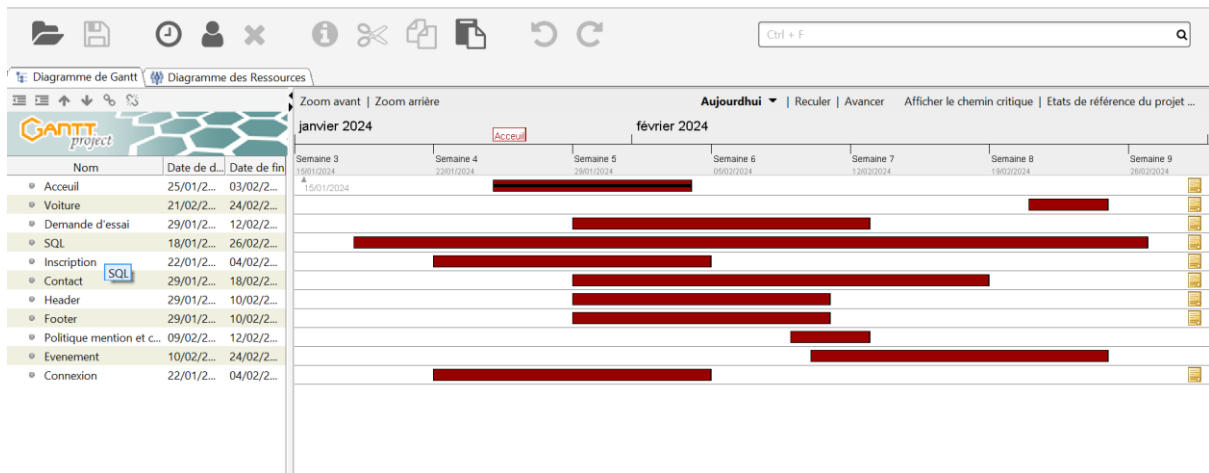 Ctrl + F
Diagramme de Gantt Diagramme des Ressources
Zoom avant | Zoom arrière Aujourdhui | Reculer | Avancer Afficher le chemin critique | Etats de référence du projet ...
GANTT project
janvier 2024 février 2024
Acceuil
Semaine 3 Semaine 4 Semaine 5 Semaine 6 Semaine 7 Semaine 8 Semaine 9
15/01/2024 22/01/2024 29/01/2024 05/02/2024 12/02/2024 19/02/2024 26/02/2024
Nom Date de d... Date de fin
Acceuil 25/01/2... 03/02/2... 15/01/2024
Voiture 21/02/2... 24/02/2...
Demande d'essai 29/01/2... 12/02/2...
SQL 18/01/2... 26/02/2...
Inscription 22/01/2... 04/02/2...
SQL
Contact 29/01/2... 18/02/2...
Header 29/01/2... 10/02/2...
Footer 29/01/2... 10/02/2...
Politique mention et c... 09/02/2... 12/02/2...
Evenement 10/02/2... 24/02/2...
Connexion 22/01/2... 04/02/2...